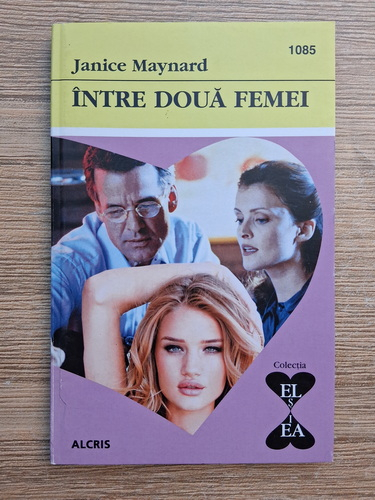 1085
Janice Maynard
ÎNTRE DOUĂ FEMEI
Colecția
EL
ȘI
EA
ALCRIS